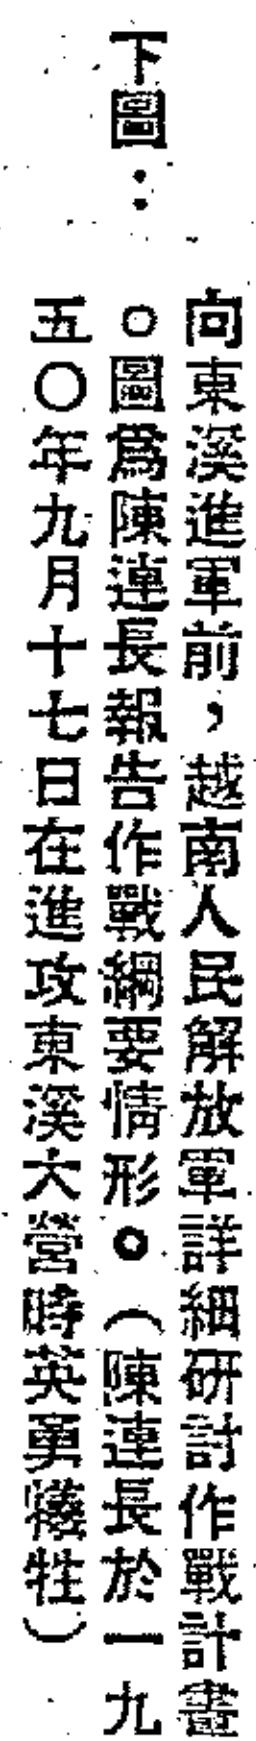 下圖：
向東溪進軍前，越南人民解放軍詳細研討作戰計畫
。圖爲陳連長報告作戰綱要情形。（陳連長於一九
五〇年九月十七日在進攻東溪大營時英勇犧牲）